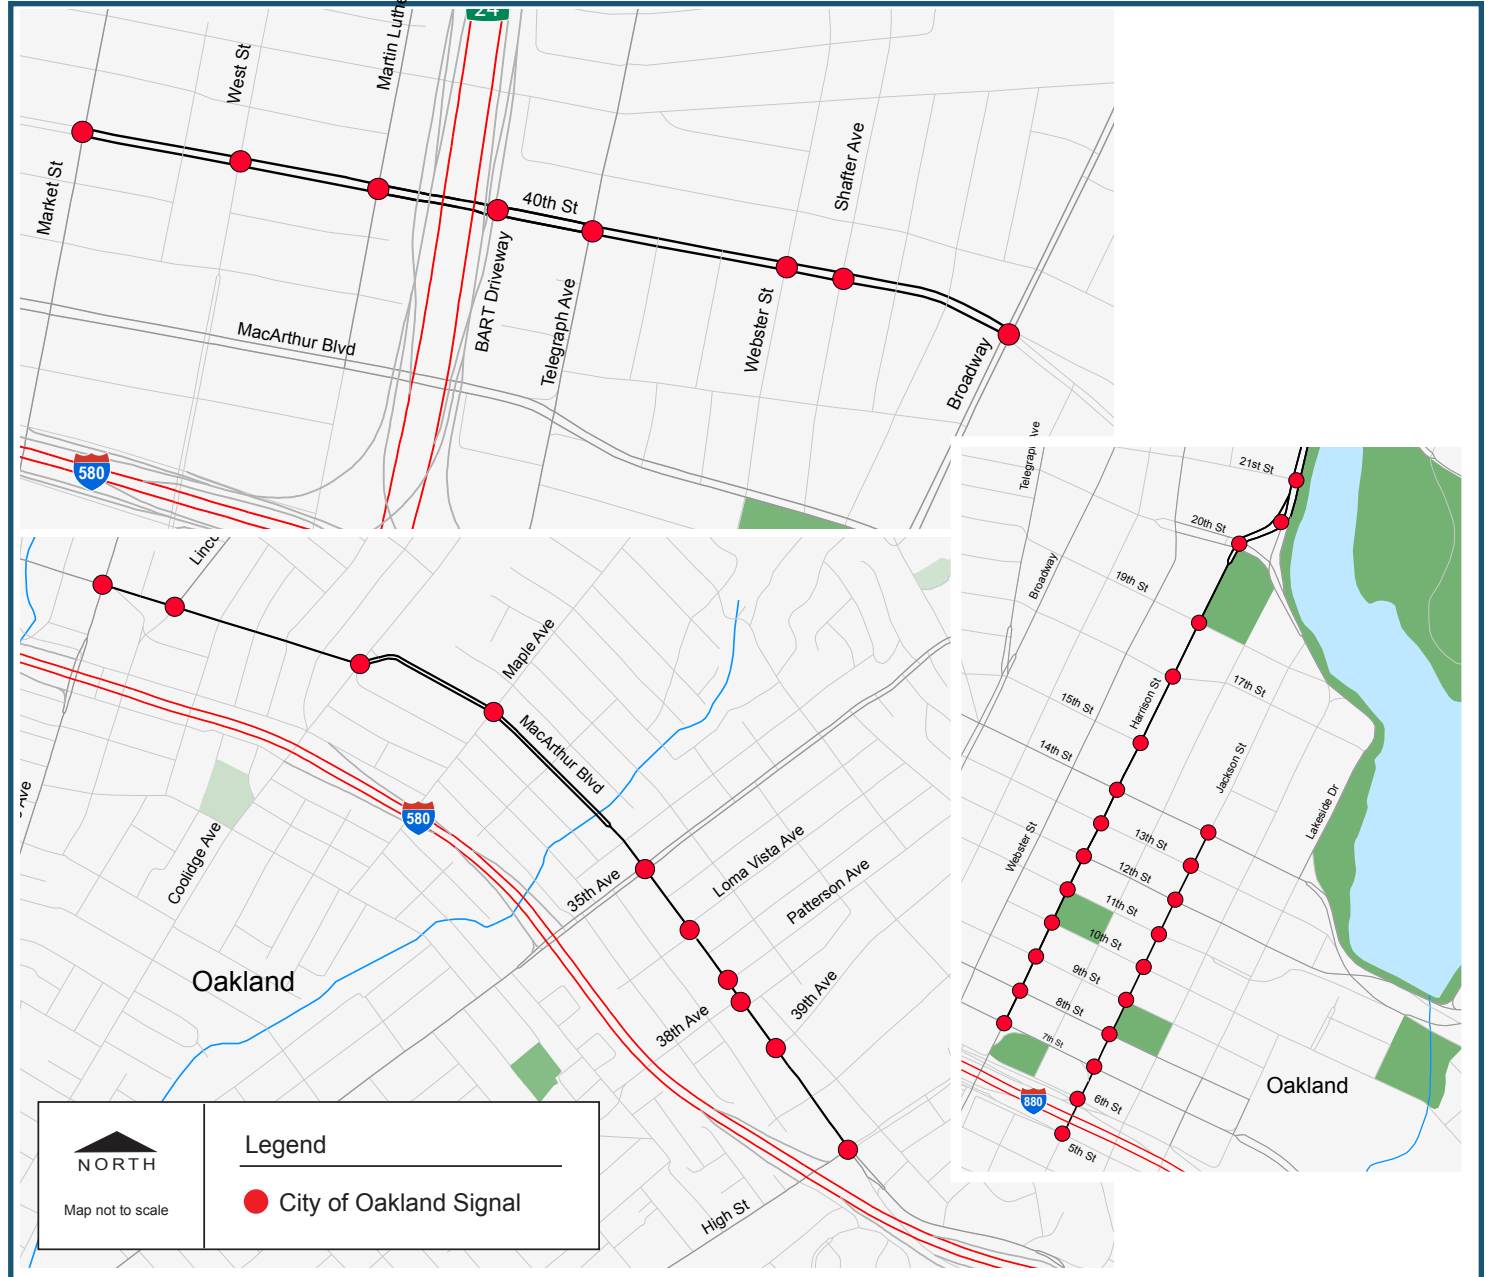 24
West St
Martin Luthe
Market St
40th St
Shafter Ave
BART Driveway
Telegraph Ave
Webster St
MacArthur Blvd
Broadway
580
Telegraph Ave
21st St
20th St
Broadway
19th St
Harrison St
17th St
15th St
14th St
Jackson St
Lakeside Dr
Webster St
13th St
12th St
11th St
10th St
9th St
8th St
7th St
6th St
5th St
880
Oakland
Linco
Maple Ave
MacArthur Blvd
Ave
580
Coolidge Ave
35th Ave
Loma Vista Ave
Patterson Ave
Oakland
38th Ave
39th Ave
High St
NORTH
Map not to scale
Legend
City of Oakland Signal